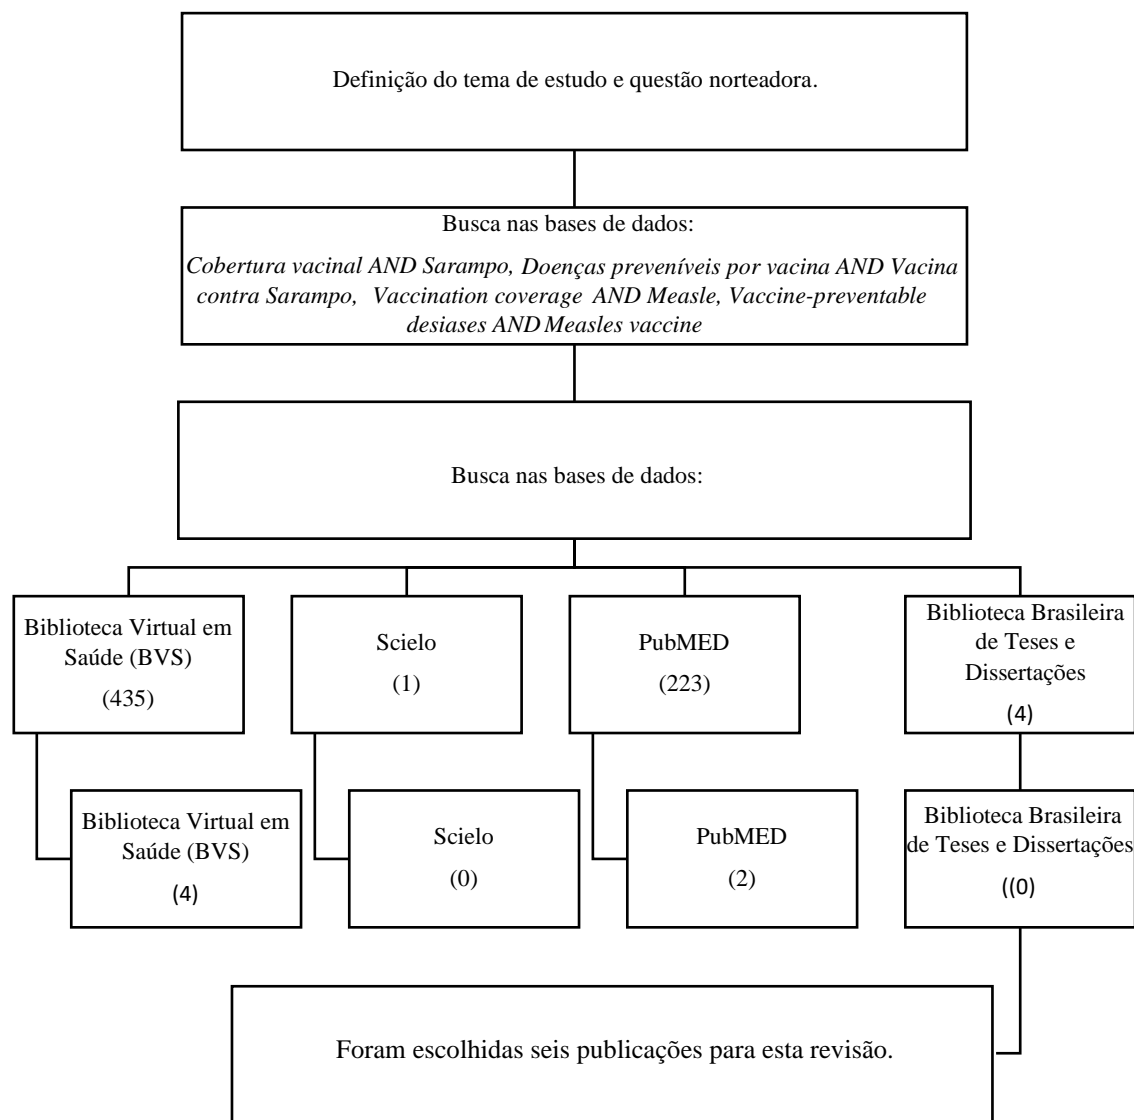 Definição do tema de estudo e questão norteadora.
Busca nas bases de dados:
Cobertura vacinal AND Sarampo, Doenças preveníveis por vacina AND Vacina
contra Sarampo, Vaccination coverage AND Measle, Vaccine-preventable
desiases AND Measles vaccine
Busca nas bases de dados:
Biblioteca Virtual em
Saúde (BVS)
(435)
Scielo
(1)
PubMED
(223)
Biblioteca Brasileira
de Teses e
Dissertações
(4)
Biblioteca Virtual em
Saúde (BVS)
(4)
Scielo
(0)
PubMED
(2)
Biblioteca Brasileira
de Teses e Dissertações
((0)
Foram escolhidas seis publicações para esta revisão.